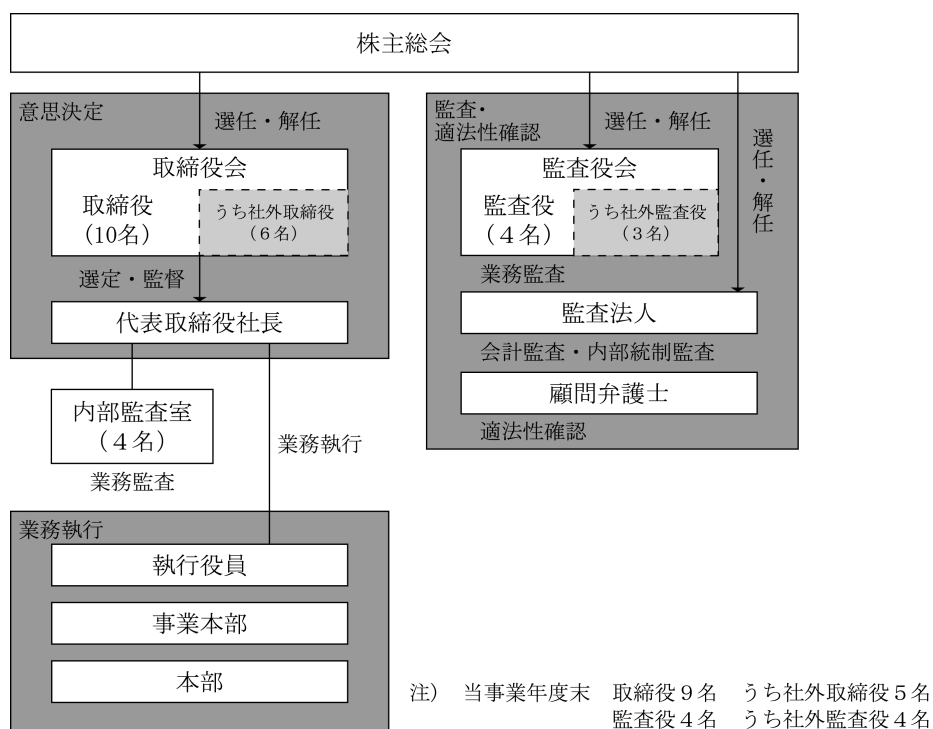 株主総会
意思決定
選任・解任
取締役会
取締役
(10名)
うち社外取締役
(6名)
選定・監督
代表取締役社長
内部監査室
(4名)
業務監査
業務執行
業務執行
執行役員
事業本部
本部
監査・
適法性確認
選任・解任
監査役会
監査役
(4名)
うち社外監査役
(3名)
業務監査
選任・解任
監査法人
会計監査・内部統制監査
顧問弁護士
適法性確認
注) 当事業年度末 取締役9名 うち社外取締役5名
監査役4名 うち社外監査役4名